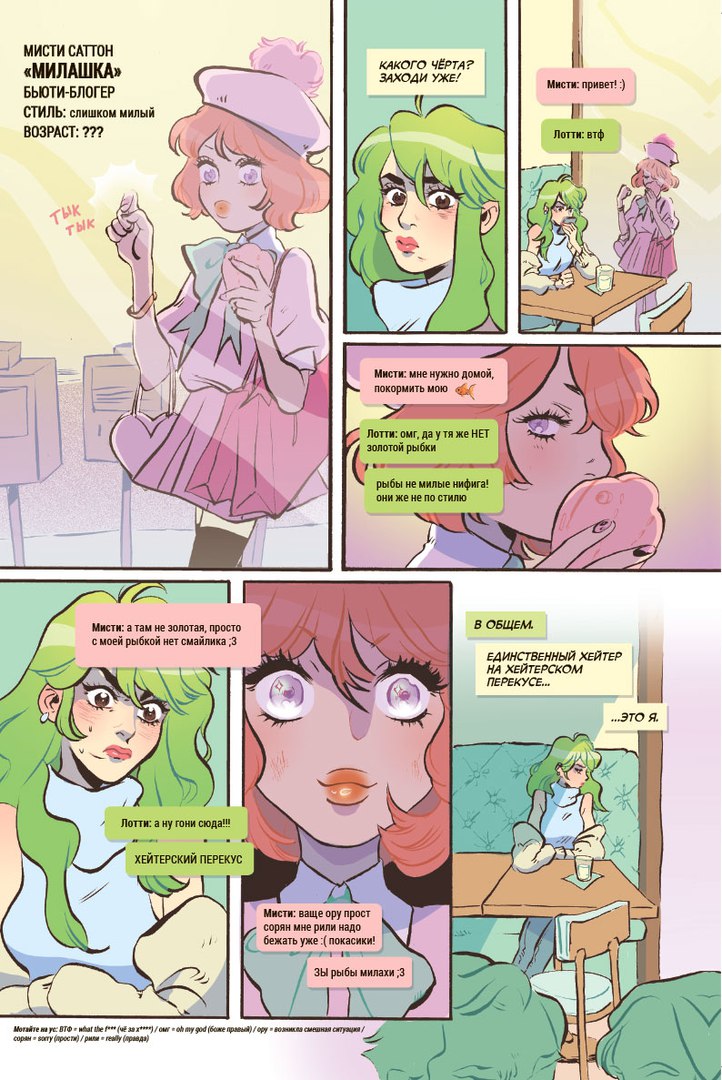 МИСТИ САТТОН
«МИЛАШКА»
БЬЮТИ-БЛОГЕР
СТИЛЬ: слишком милый
ВОЗРАСТ: ???
ТЫК
ТЫК
КАКОГО ЧЁРТА?
ЗАХОДИ УЖЕ!
Мисти: привет! :)
Лотти: втф
Мисти: мне нужно домой,
покормить мою
Лотти: омг, да у тя же НЕТ
золотой рыбки
рыбы не милые нифига!
они же не по стилю
Мисти: а там не золотая, просто
с моей рыбкой нет смайлика ;3
Лотти: а ну гони сюда!!!
ХЕЙТЕРСКИЙ ПЕРЕКУС
Мисти: ваще ору прост
сорян мне рили надо
бежать уже :( покасики!
ЗЫ рыбы милахи ;3
В ОБЩЕМ.
ЕДИНСТВЕННЫЙ ХЕЙТЕР
НА ХЕЙТЕРСКОМ
ПЕРЕКУСЕ...
...ЭТО Я.
Мотайте на ус: ВТФ = what the f*** (чё за х****) / омг = oh my god (боже правый) / ору = возникла смешная ситуация /
сорян = sorry (прости) / рили = really (правда)